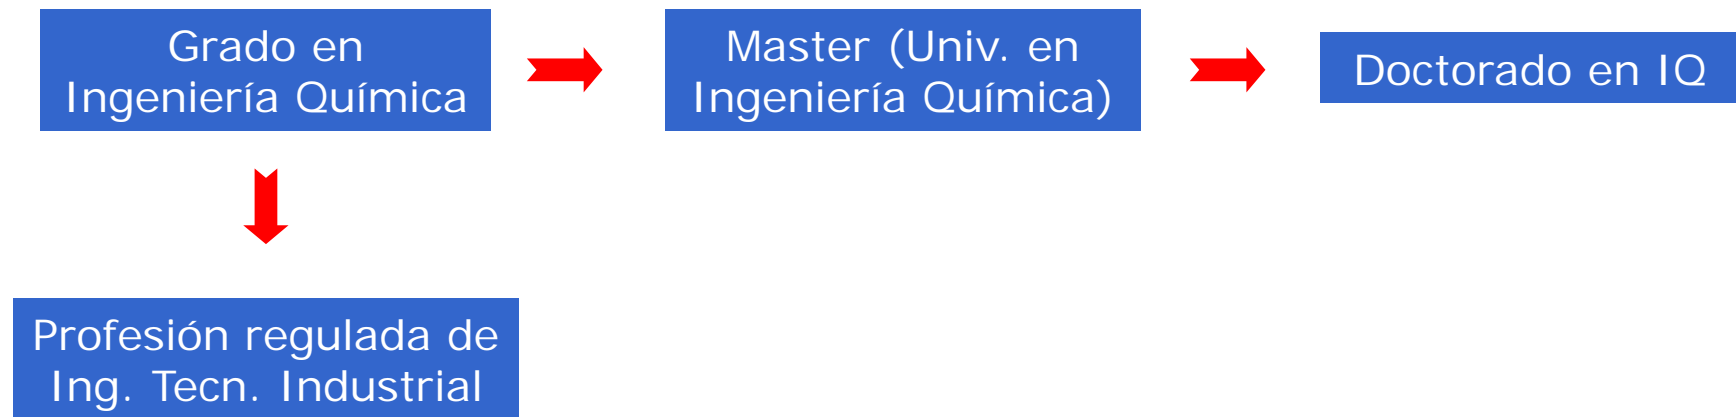 Grado en
Ingeniería Química
Master (Univ. en
Ingeniería Química)
Doctorado en IQ
Profesión regulada de
Ing. Tecn. Industrial